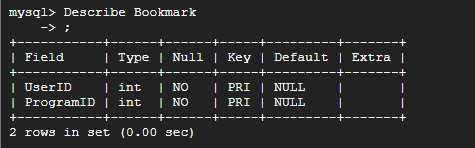 mysql> Describe Bookmark
    -> ;
+-----------+------+------+-----+---------+-------+
| Field     | Type | Null | Key | Default | Extra |
+-----------+------+------+-----+---------+-------+
| UserID    | int  | NO   | PRI | NULL    |       |
| ProgramID | int  | NO   | PRI | NULL    |       |
+-----------+------+------+-----+---------+-------+
2 rows in set (0.00 sec)